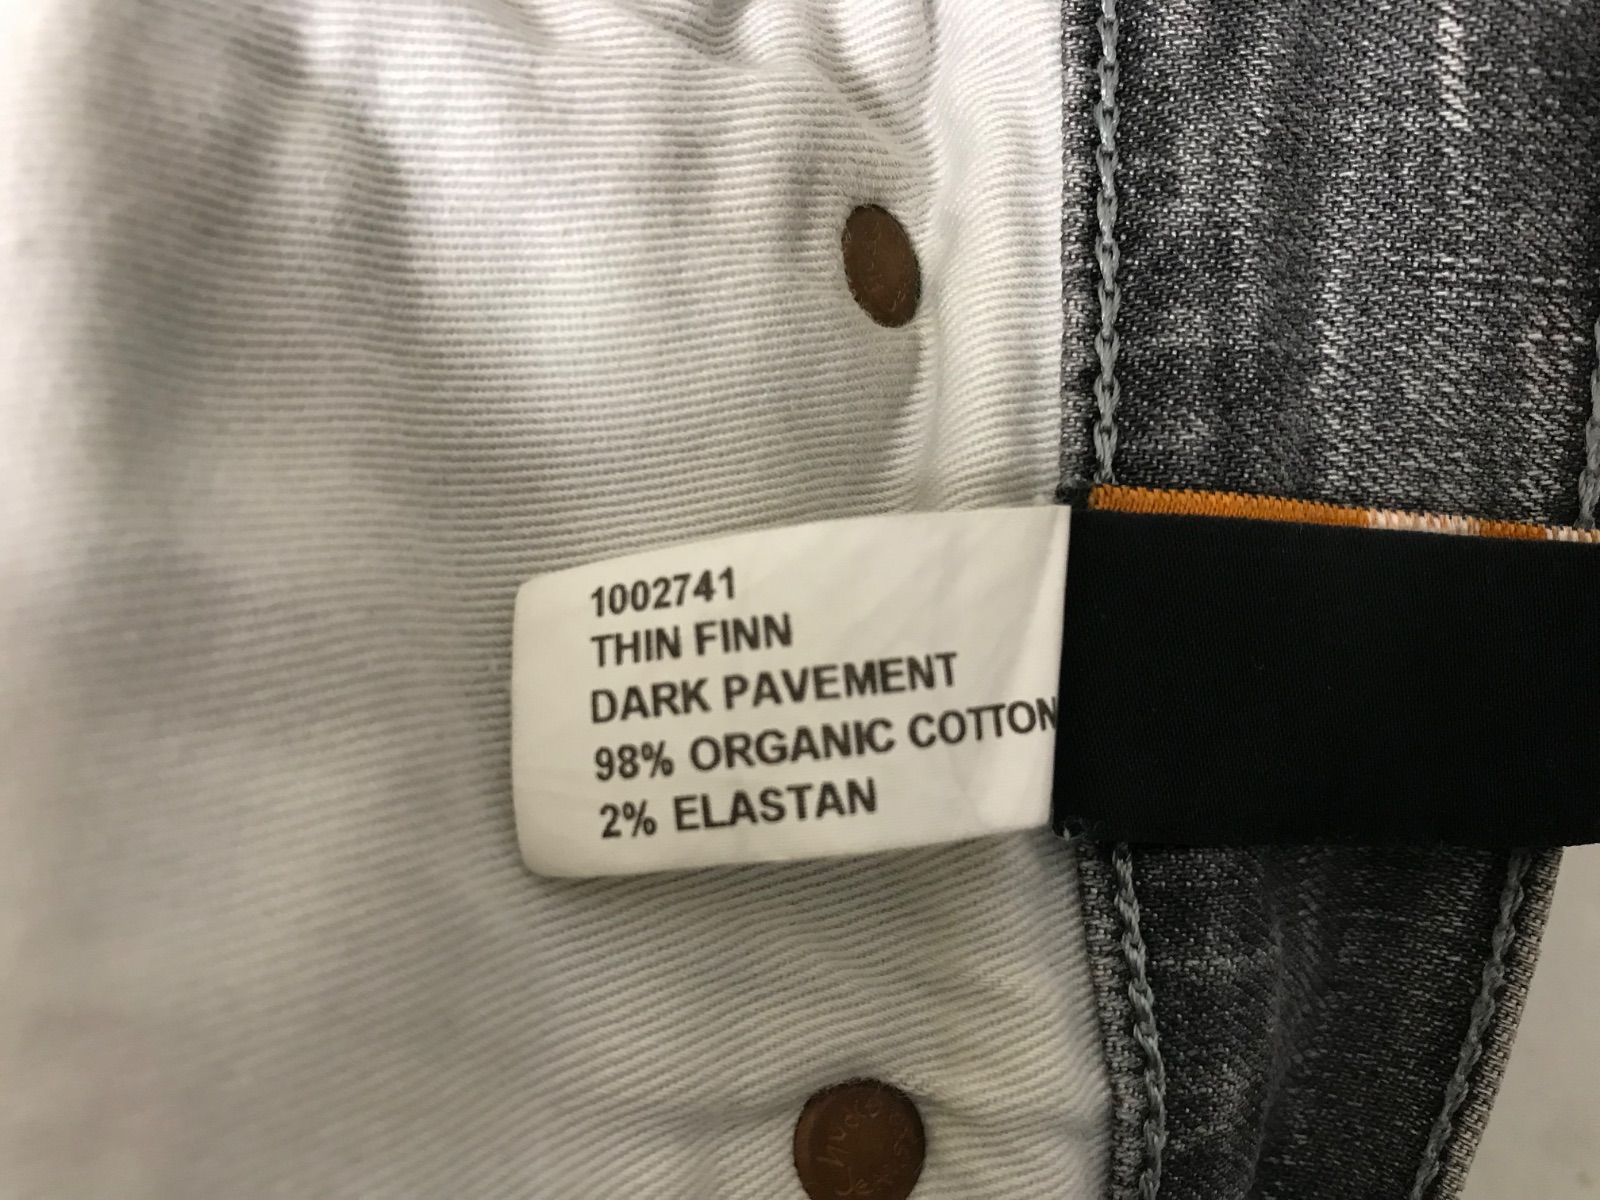 1002741
THIN FINN
DARK PAVEMENT
98% ORGANIC COTTON
2% ELASTAN